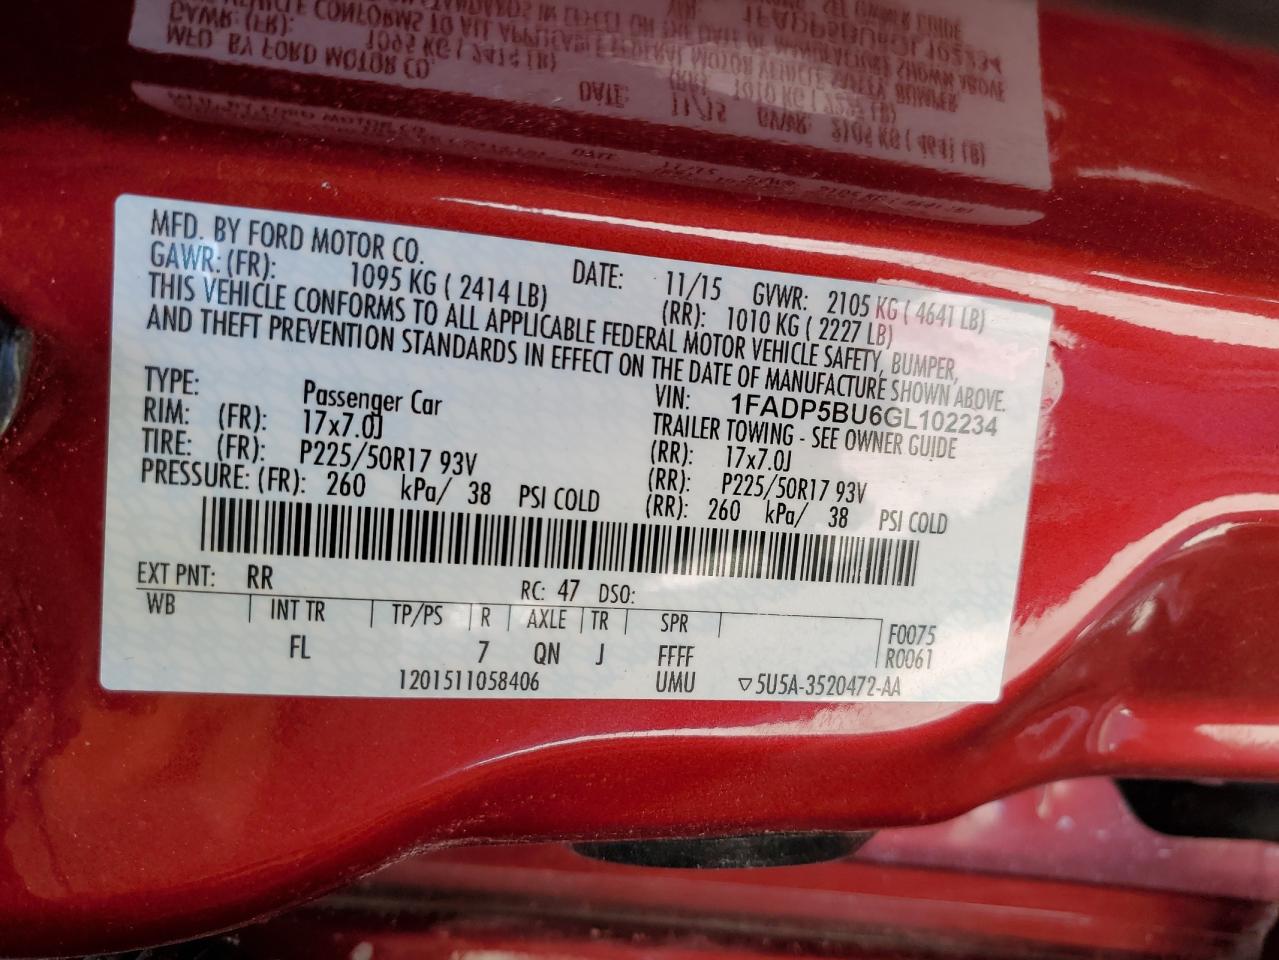 MFD. BY FORD MOTOR CO. DATE: 11/15 GVWR: 2105 KG ( 4641 LB)
GAWR: (FR): 1095 KG ( 2414 LB) (RR): 1010 KG ( 2227 LB)
THIS VEHICLE CONFORMS TO ALL APPLICABLE FEDERAL MOTOR VEHICLE SAFETY, BUMPER,
AND THEFT PREVENTION STANDARDS IN EFFECT ON THE DATE OF MANUFACTURE SHOWN ABOVE.
TYPE: Passenger Car VIN: 1FADP5BU6GL102234
TRAILER TOWING - SEE OWNER GUIDE
RIM: (FR): 17x7.0J (RR): 17x7.0J
TIRE: (FR): P225/50R17 93V (RR): P225/50R17 93V
PRESSURE: (FR): 260 kPa/ 38 PSI COLD (RR): 260 kPa/ 38 PSI COLD
EXT PNT: RR RC: 47 DSO:
WB INT TR TP/PS R AXLE TR SPR F0075
FL 7 QN J FFFF R0061
1201511058406 UMU ▽5U5A-3520472-AA